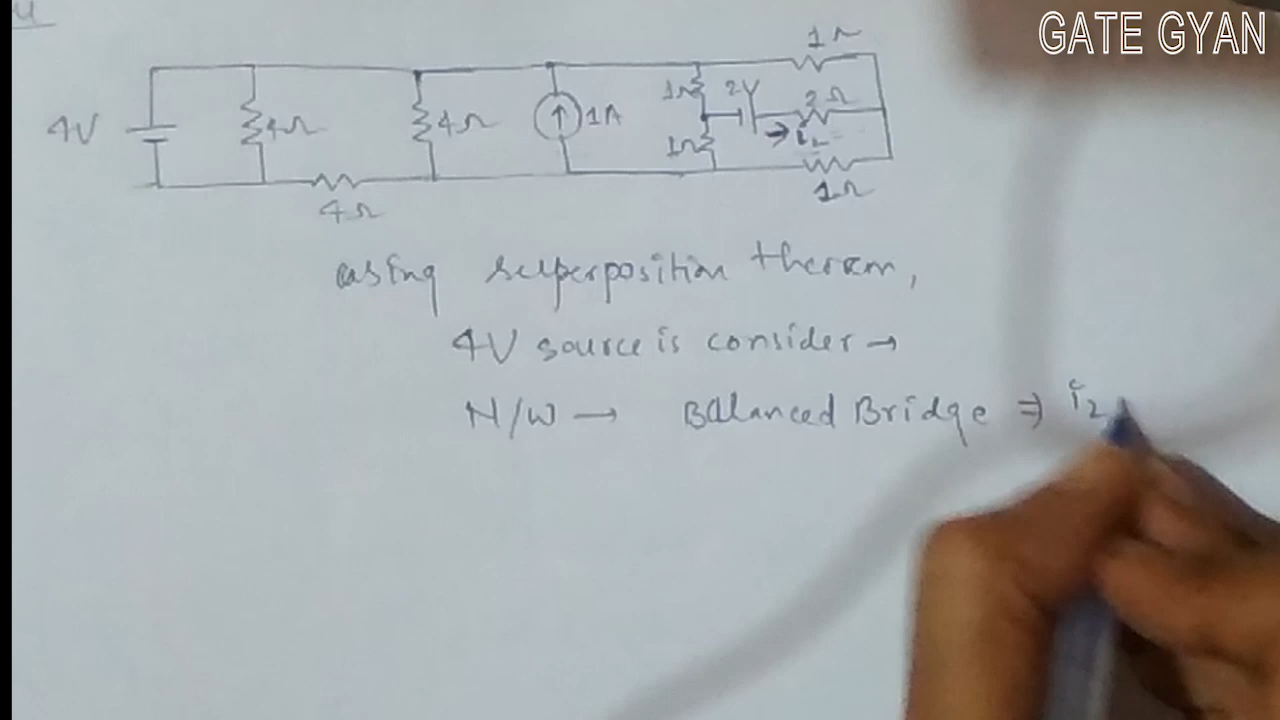 GATE GYAN
1Ω
4V
4Ω
4Ω
1A
1Ω
2V
2Ω
i2
1Ω
1Ω
4Ω
using superposition therem,
4V source is consider →
N/W → Balanced Bridge ⇒ i2